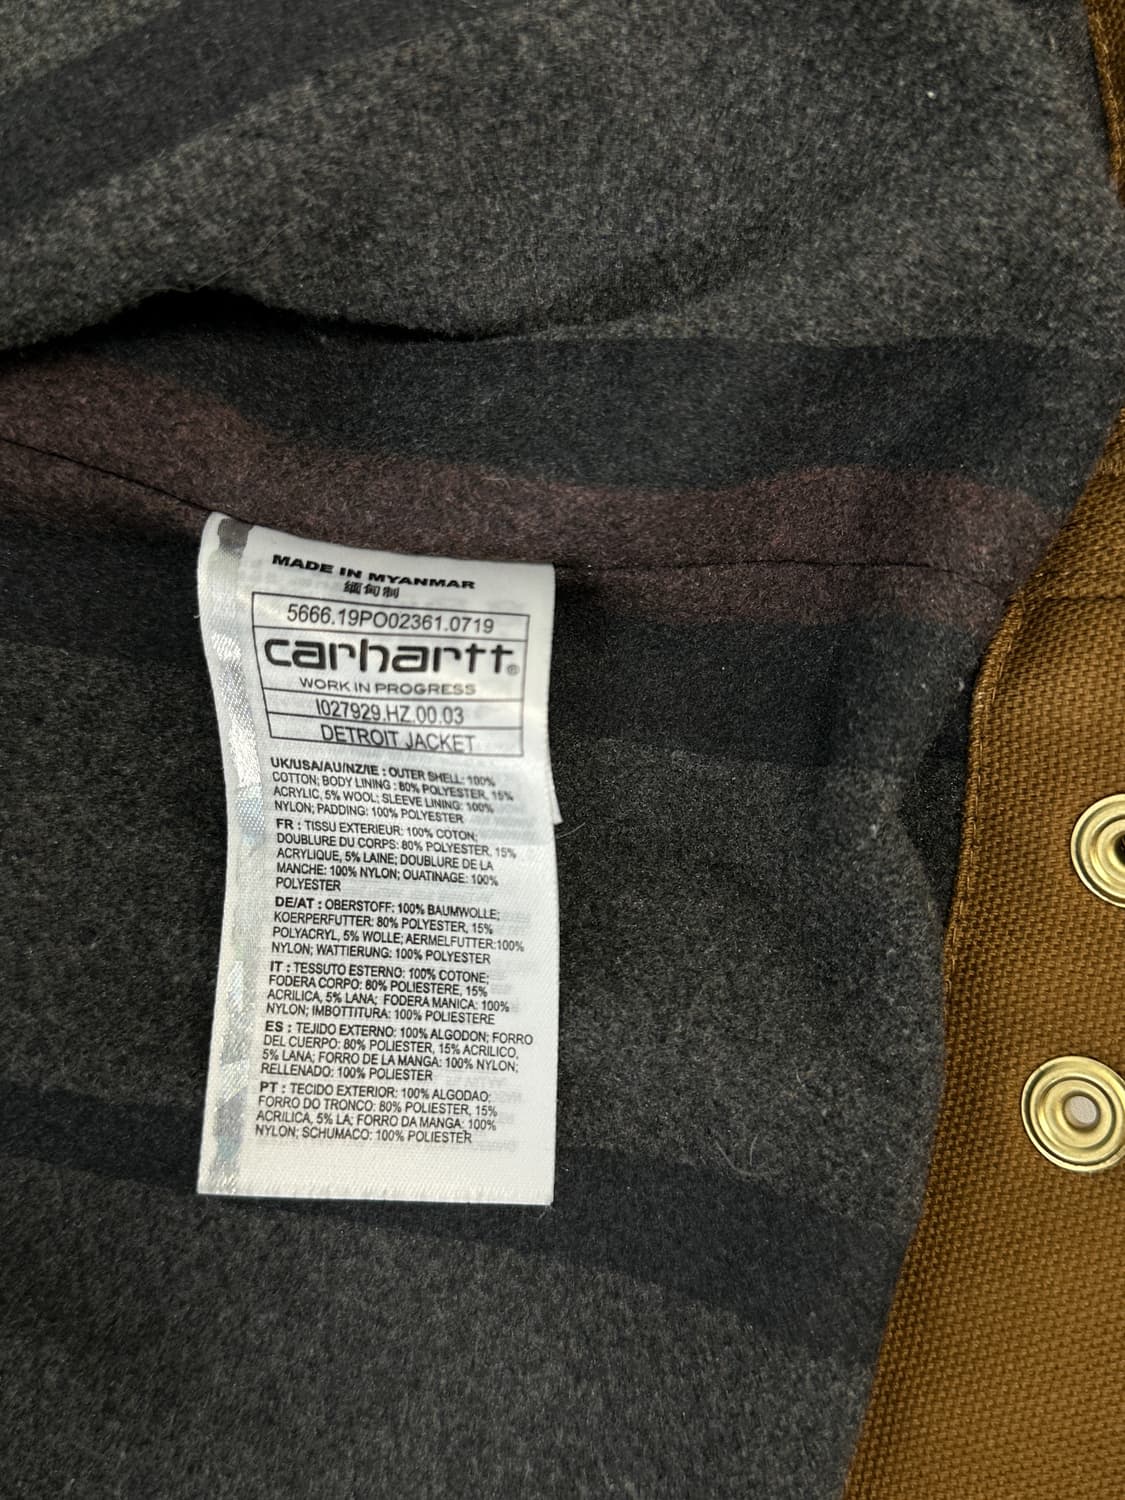 MADE IN MYANMAR
缅甸制
5666.19PO02361.0719
carhartt®
WORK IN PROGRESS
I027929.HZ.00.03
DETROIT JACKET
UK/USA/AU/NZ/IE : OUTER SHELL: 100%
COTTON; BODY LINING : 80% POLYESTER, 15%
ACRYLIC, 5% WOOL; SLEEVE LINING: 100%
NYLON; PADDING: 100% POLYESTER
FR : TISSU EXTERIEUR: 100% COTON;
DOUBLURE DU CORPS: 80% POLYESTER, 15%
ACRYLIQUE, 5% LAINE; DOUBLURE DE LA
MANCHE: 100% NYLON; OUATINAGE: 100%
POLYESTER
DE/AT : OBERSTOFF: 100% BAUMWOLLE;
KOERPERFUTTER: 80% POLYESTER, 15%
POLYACRYL, 5% WOLLE; AERMELFUTTER:100%
NYLON; WATTIERUNG: 100% POLYESTER
IT : TESSUTO ESTERNO: 100% COTONE;
FODERA CORPO: 80% POLIESTERE, 15%
ACRILICA, 5% LANA; FODERA MANICA: 100%
NYLON; IMBOTTITURA: 100% POLIESTERE
ES : TEJIDO EXTERNO: 100% ALGODON; FORRO
DEL CUERPO: 80% POLIESTER, 15% ACRILICO,
5% LANA; FORRO DE LA MANGA: 100% NYLON;
RELLENADO: 100% POLIESTER
PT : TECIDO EXTERIOR: 100% ALGODAO;
FORRO DO TRONCO: 80% POLIESTER, 15%
ACRILICA, 5% LA; FORRO DA MANGA: 100%
NYLON; SCHUMACO: 100% POLIESTER